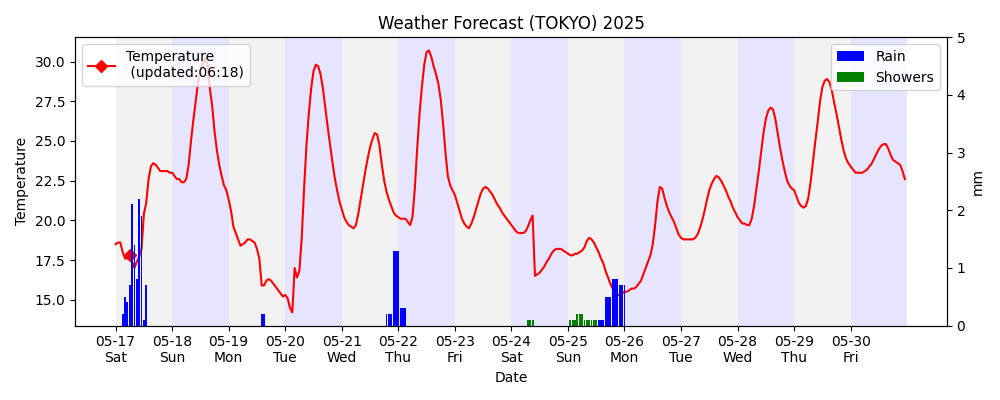 Weather Forecast (TOKYO) 2025
Temperature
(updated:06:18)
Rain
Showers
Temperature
30.0
27.5
25.0
22.5
20.0
17.5
15.0
5
4
3
2
1
0
mm
05-17 05-18 05-19 05-20 05-21 05-22 05-23 05-24 05-25 05-26 05-27 05-28 05-29 05-30
Sat Sun Mon Tue Wed Thu Fri Sat Sun Mon Tue Wed Thu Fri
Date